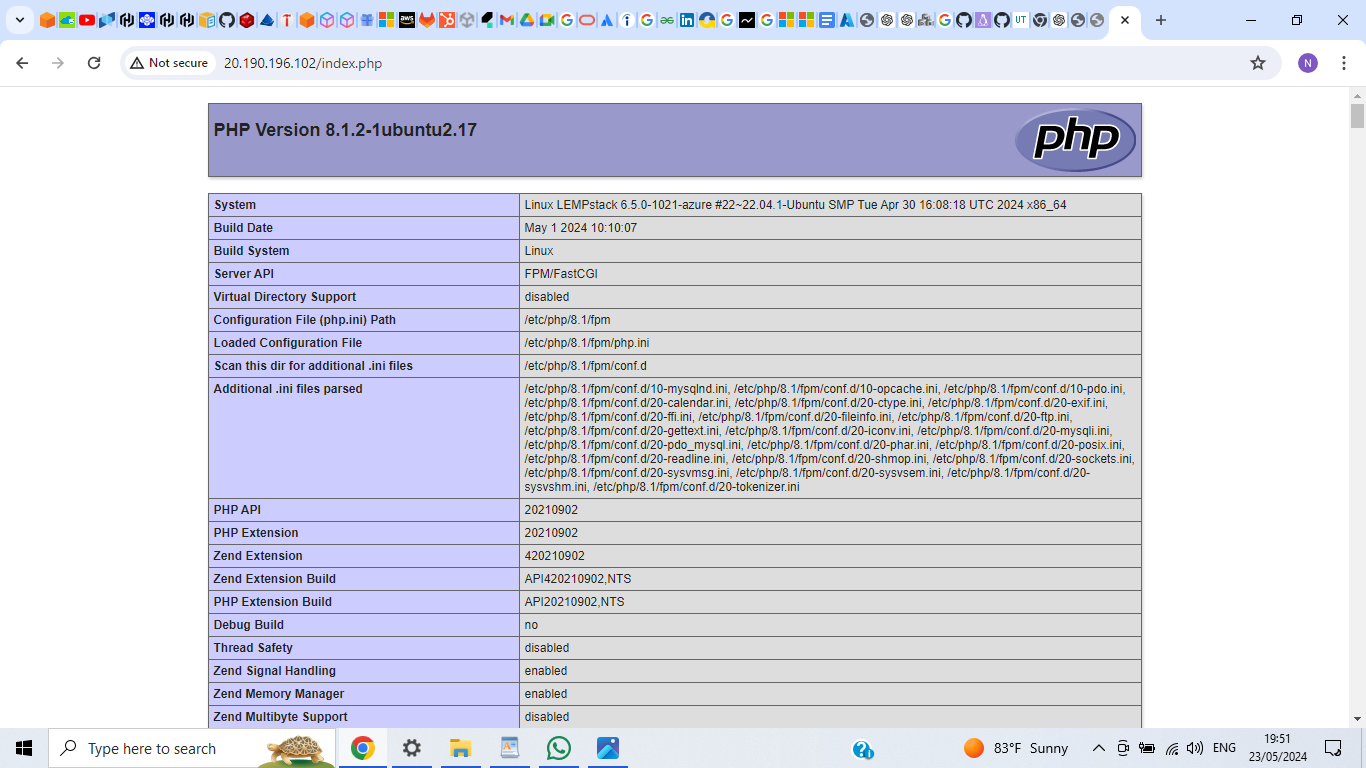 Not secure
20.190.196.102/index.php
N
PHP Version 8.1.2-1ubuntu2.17
php
System Linux LEMPstack 6.5.0-1021-azure #22~22.04.1-Ubuntu SMP Tue Apr 30 16:08:18 UTC 2024 x86_64
Build Date May 1 2024 10:10:07
Build System Linux
Server API FPM/FastCGI
Virtual Directory Support disabled
Configuration File (php.ini) Path /etc/php/8.1/fpm
Loaded Configuration File /etc/php/8.1/fpm/php.ini
Scan this dir for additional .ini files /etc/php/8.1/fpm/conf.d
Additional .ini files parsed /etc/php/8.1/fpm/conf.d/10-mysqlnd.ini, /etc/php/8.1/fpm/conf.d/10-opcache.ini, /etc/php/8.1/fpm/conf.d/10-pdo.ini,
/etc/php/8.1/fpm/conf.d/20-calendar.ini, /etc/php/8.1/fpm/conf.d/20-ctype.ini, /etc/php/8.1/fpm/conf.d/20-exif.ini,
/etc/php/8.1/fpm/conf.d/20-ffi.ini, /etc/php/8.1/fpm/conf.d/20-fileinfo.ini, /etc/php/8.1/fpm/conf.d/20-ftp.ini,
/etc/php/8.1/fpm/conf.d/20-gettext.ini, /etc/php/8.1/fpm/conf.d/20-iconv.ini, /etc/php/8.1/fpm/conf.d/20-mysqli.ini,
/etc/php/8.1/fpm/conf.d/20-pdo_mysql.ini, /etc/php/8.1/fpm/conf.d/20-phar.ini, /etc/php/8.1/fpm/conf.d/20-posix.ini,
/etc/php/8.1/fpm/conf.d/20-readline.ini, /etc/php/8.1/fpm/conf.d/20-shmop.ini, /etc/php/8.1/fpm/conf.d/20-sockets.ini,
/etc/php/8.1/fpm/conf.d/20-sysvmsg.ini, /etc/php/8.1/fpm/conf.d/20-sysvsem.ini, /etc/php/8.1/fpm/conf.d/20-
sysvshm.ini, /etc/php/8.1/fpm/conf.d/20-tokenizer.ini
PHP API 20210902
PHP Extension 20210902
Zend Extension 420210902
Zend Extension Build API420210902,NTS
PHP Extension Build API20210902,NTS
Debug Build no
Thread Safety disabled
Zend Signal Handling enabled
Zend Memory Manager enabled
Zend Multibyte Support disabled
Type here to search
83°F Sunny
ENG
19:51
23/05/2024